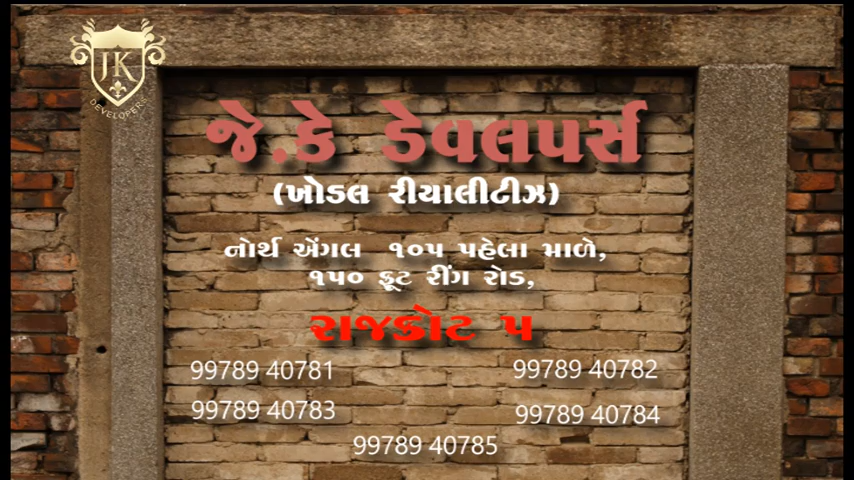 JK
DEVELOPERS
જે.કે ડેવલપર્સ
(ખોડલ રીયાલીટીઝ)
નોર્થ એંગલ ૧૦૫ પહેલા માળે,
૧૫૦ ફૂટ રીંગ રોડ,
રાજકોટ ૫
99789 40781 99789 40782
99789 40783 99789 40784
99789 40785